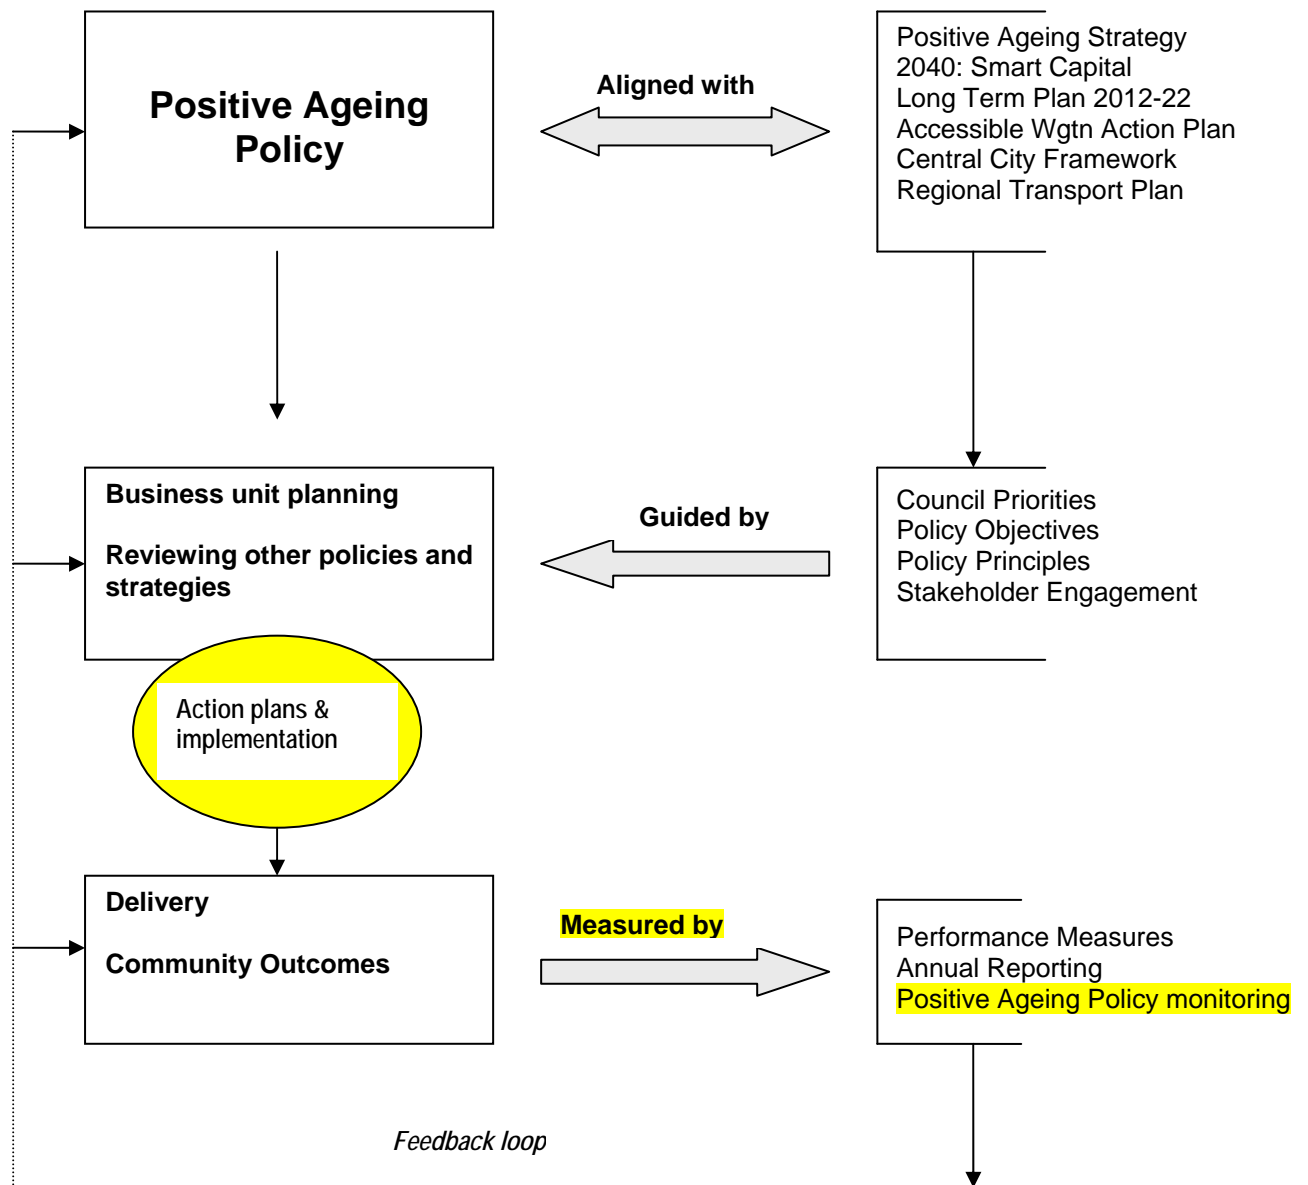 Positive Ageing
Policy
Aligned with
Positive Ageing Strategy
2040: Smart Capital
Long Term Plan 2012-22
Accessible Wgtn Action Plan
Central City Framework
Regional Transport Plan
Business unit planning
Reviewing other policies and
strategies
Guided by
Council Priorities
Policy Objectives
Policy Principles
Stakeholder Engagement
Action plans &
implementation
Delivery
Community Outcomes
Measured by
Performance Measures
Annual Reporting
Positive Ageing Policy monitoring
Feedback loop